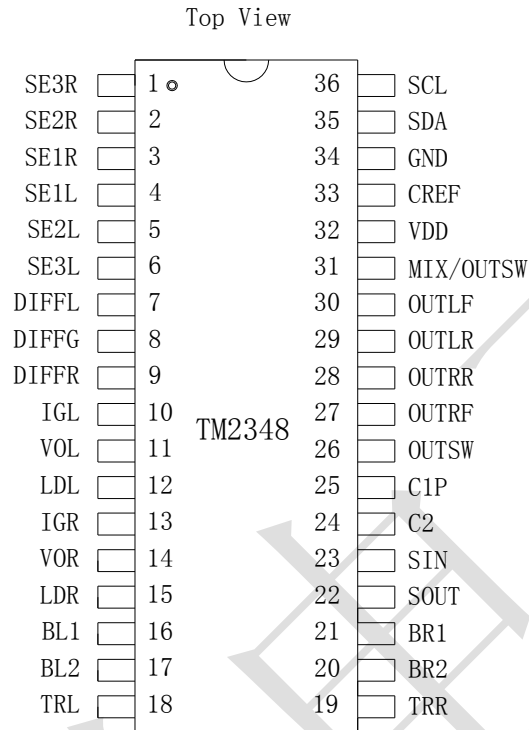 Top View
SE3R 1 36 SCL
SE2R 2 35 SDA
SE1R 3 34 GND
SE1L 4 33 CREF
SE2L 5 32 VDD
SE3L 6 31 MIX/OUTSW
DIFFL 7 30 OUTLF
DIFFG 8 29 OUTLR
DIFFR 9 28 OUTRR
IGL 10 27 OUTRF
TM2348
VOL 11 26 OUTSW
LDL 12 25 C1P
IGR 13 24 C2
VOR 14 23 SIN
LDR 15 22 SOUT
BL1 16 21 BR1
BL2 17 20 BR2
TRL 18 19 TRR